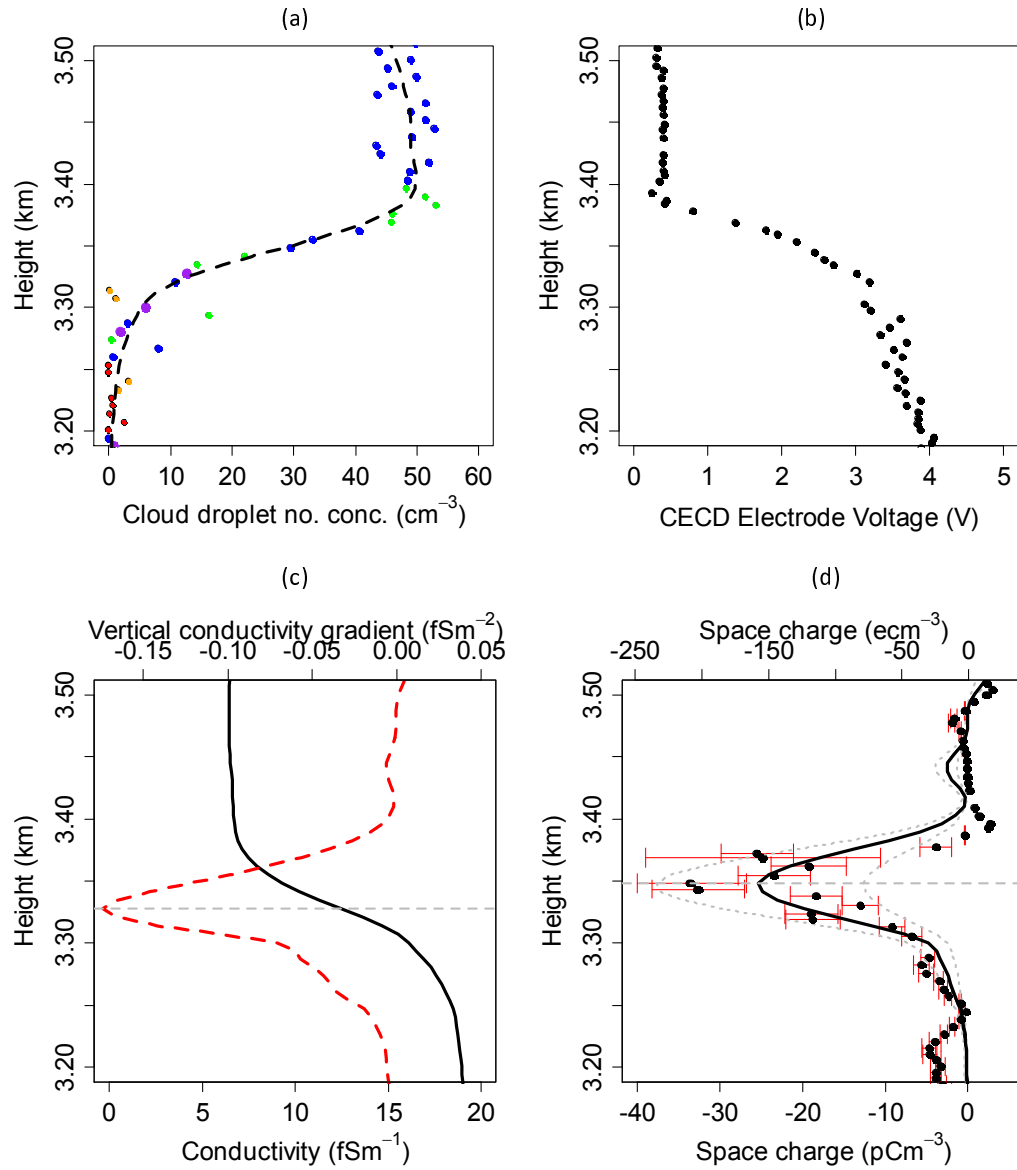 (a)
3.50
3.40
3.30
3.20
Height (km)
0 10 20 30 40 50 60
Cloud droplet no. conc. (cm⁻³)
(b)
3.50
3.40
3.30
3.20
Height (km)
0 1 2 3 4 5
CECD Electrode Voltage (V)
(c)
Vertical conductivity gradient (fSm⁻²)
-0.15 -0.10 -0.05 0.00 0.05
3.50
3.40
3.30
3.20
Height (km)
0 5 10 15 20
Conductivity (fSm⁻¹)
(d)
Space charge (ecm⁻³)
-250 -150 -50 0
3.50
3.40
3.30
3.20
Height (km)
-40 -30 -20 -10 0
Space charge (pCm⁻³)